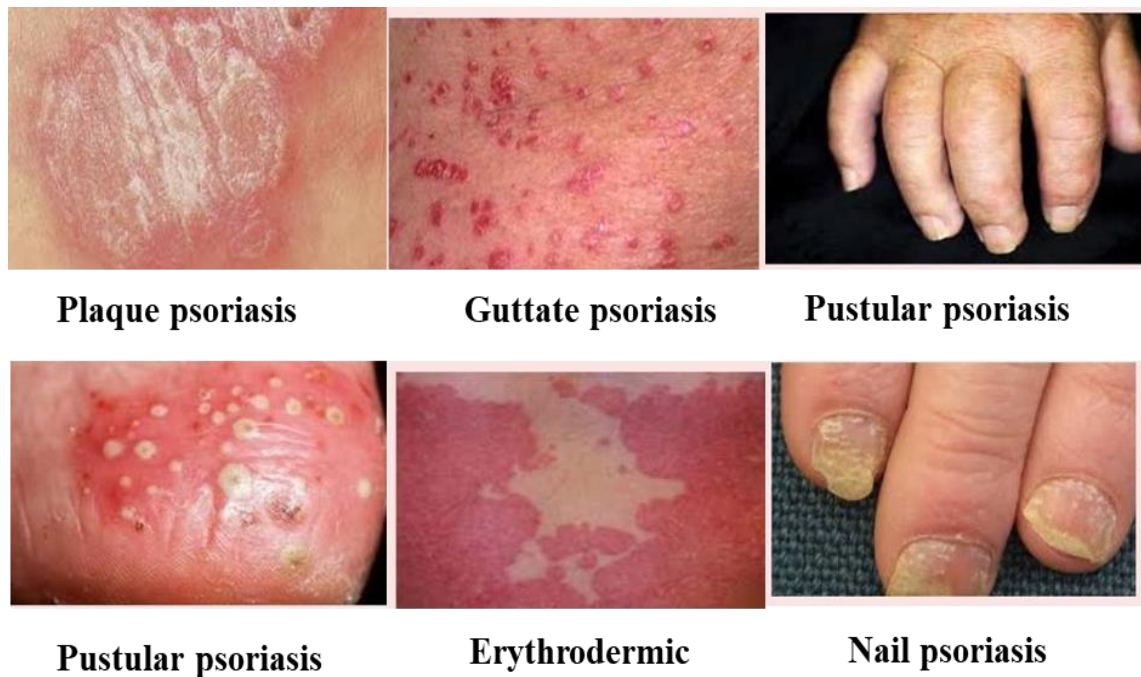 Plaque psoriasis
Guttate psoriasis
Pustular psoriasis
Pustular psoriasis
Erythrodermic
Nail psoriasis